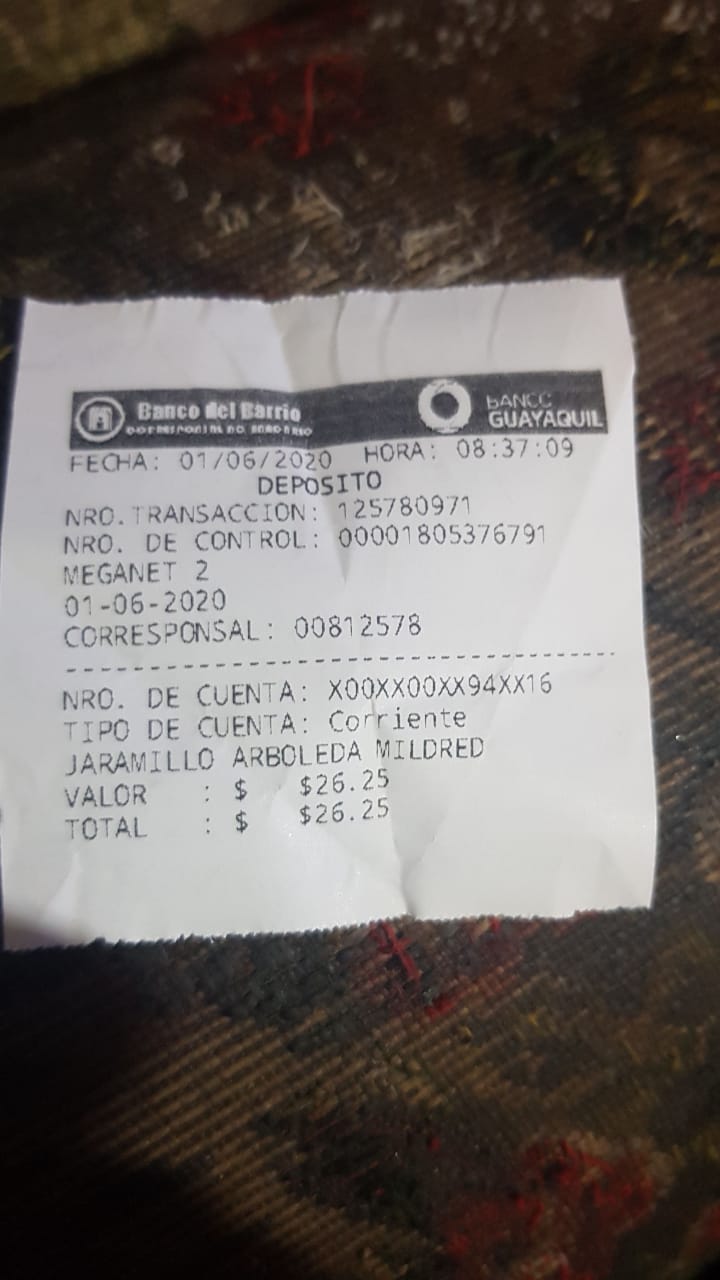 Banco del Barrio
BANCO
GUAYAQUIL
FECHA: 01/06/2020 HORA: 08:37:09
DEPOSITO
NRO.TRANSACCION: 125780971
NRO. DE CONTROL: 00001805376791
MEGANET 2
01-06-2020
CORRESPONSAL: 00812578
NRO. DE CUENTA: X00XX00XX94XX16
TIPO DE CUENTA: Corriente
JARAMILLO ARBOLEDA MILDRED
VALOR : $ $26.25
TOTAL : $ $26.25